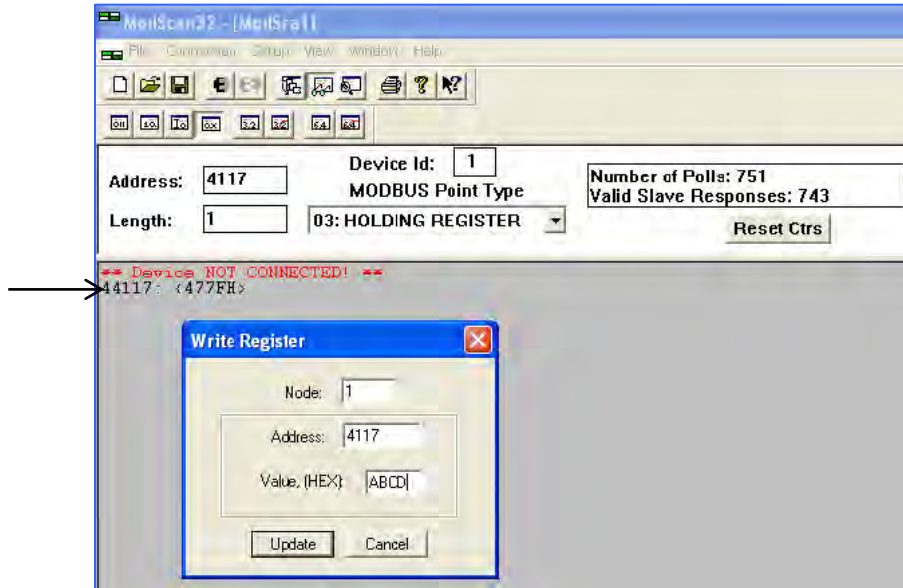 ModScan32 - [ModSca1]
File Connection Setup View Window Help
Address: 4117
Device Id: 1
MODBUS Point Type
Length: 1
03: HOLDING REGISTER
Number of Polls: 751
Valid Slave Responses: 743
Reset Ctrs
** Device NOT CONNECTED! **
44117: <477FH>
Write Register
Node: 1
Address: 4117
Value, (HEX): ABCD
Update Cancel